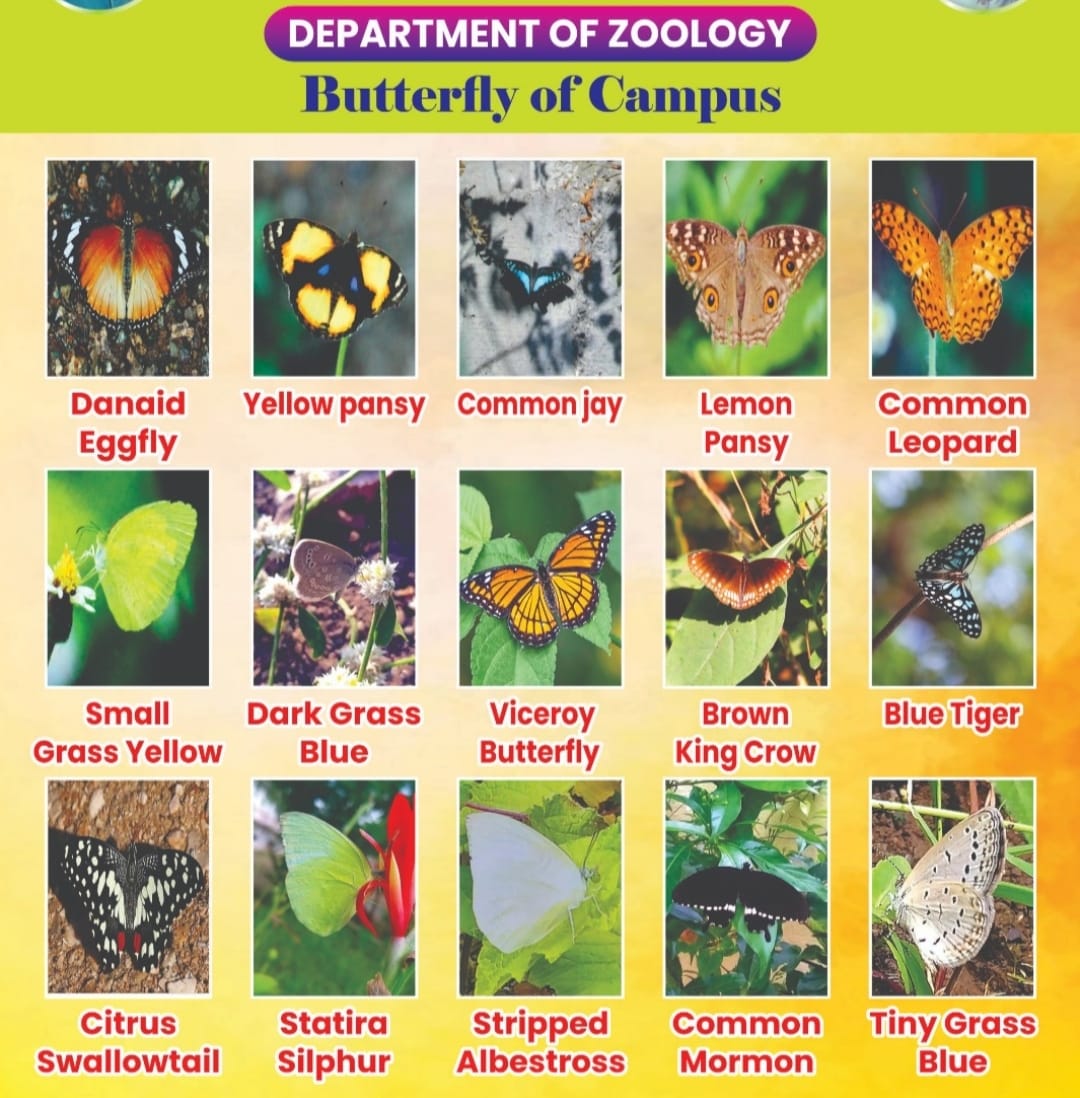 DEPARTMENT OF ZOOLOGY
Butterfly of Campus
Danaid
Eggfly
Yellow pansy
Common jay
Lemon
Pansy
Common
Leopard
Small
Grass Yellow
Dark Grass
Blue
Viceroy
Butterfly
Brown
King Crow
Blue Tiger
Citrus
Swallowtail
Statira
Silphur
Stripped
Albestross
Common
Mormon
Tiny Grass
Blue